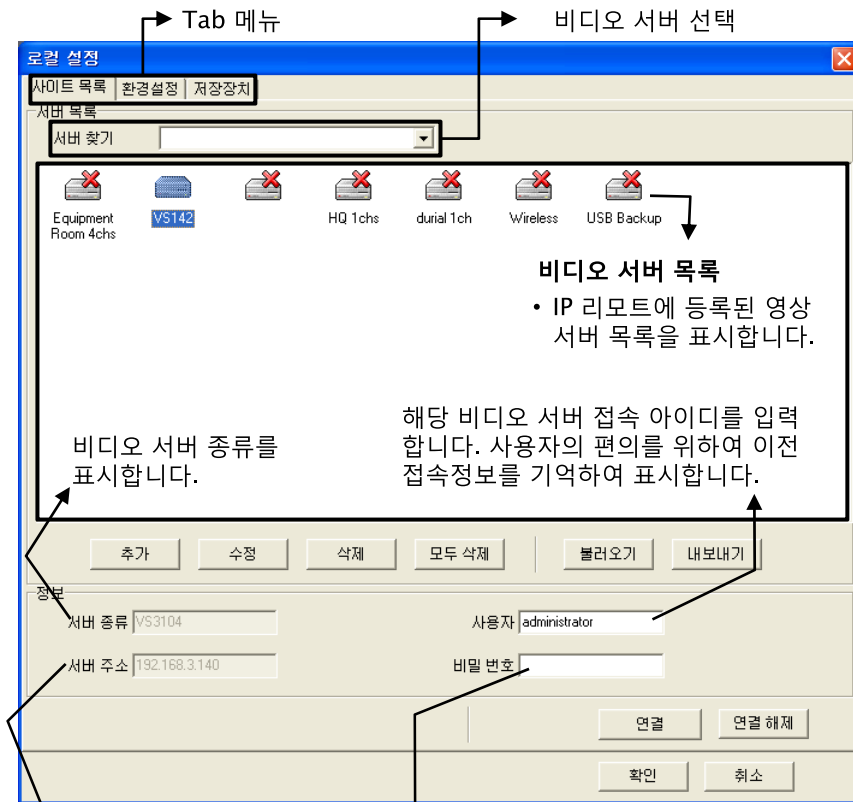 Tab 메뉴
비디오 서버 선택
로컬 설정
사이트 목록 환경설정 저장장치
서버 목록
서버 찾기
Equipment Room 4chs
VS142
HQ 1chs
durial 1ch
Wireless
USB Backup
비디오 서버 목록
• IP 리모트에 등록된 영상
서버 목록을 표시합니다.
비디오 서버 종류를
표시합니다.
해당 비디오 서버 접속 아이디를 입력
합니다. 사용자의 편의를 위하여 이전
접속정보를 기억하여 표시합니다.
추가 수정 삭제 모두 삭제 불러오기 내보내기
정보
서버 종류 VS3104 사용자 administrator
서버 주소 192.168.3.140 비밀 번호
연결 연결 해제
확인 취소